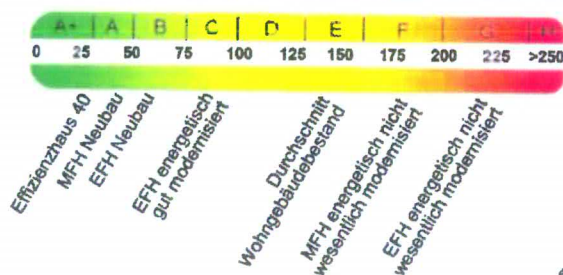 A+ A B C D E F G H
0 25 50 75 100 125 150 175 200 225 >250
Effizienzhaus 40
MFH Neubau
EFH Neubau
EFH energetisch
gut modernisiert
Durchschnitt
Wohngebäudebestand
MFH energetisch nicht
wesentlich modernisiert
EFH energetisch nicht
wesentlich modernisiert